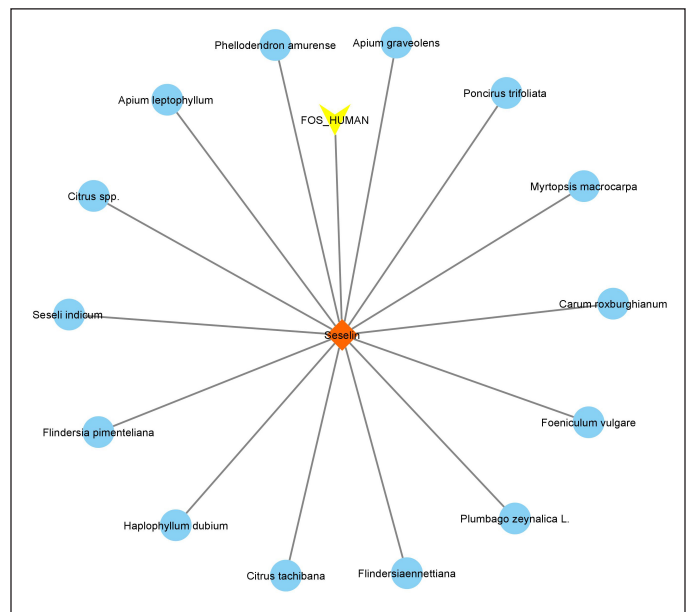 Apium graveolens
Phellodendron amurense
Poncirus trifoliata
Apium leptophyllum
FOS_HUMAN
Myrtopsis macrocarpa
Citrus spp.
Carum roxburghianum
Seseli indicum
Seselin
Foeniculum vulgare
Flindersia pimenteliana
Plumbago zeynalica L.
Haplophyllum dubium
Flindersiaennettiana
Citrus tachibana